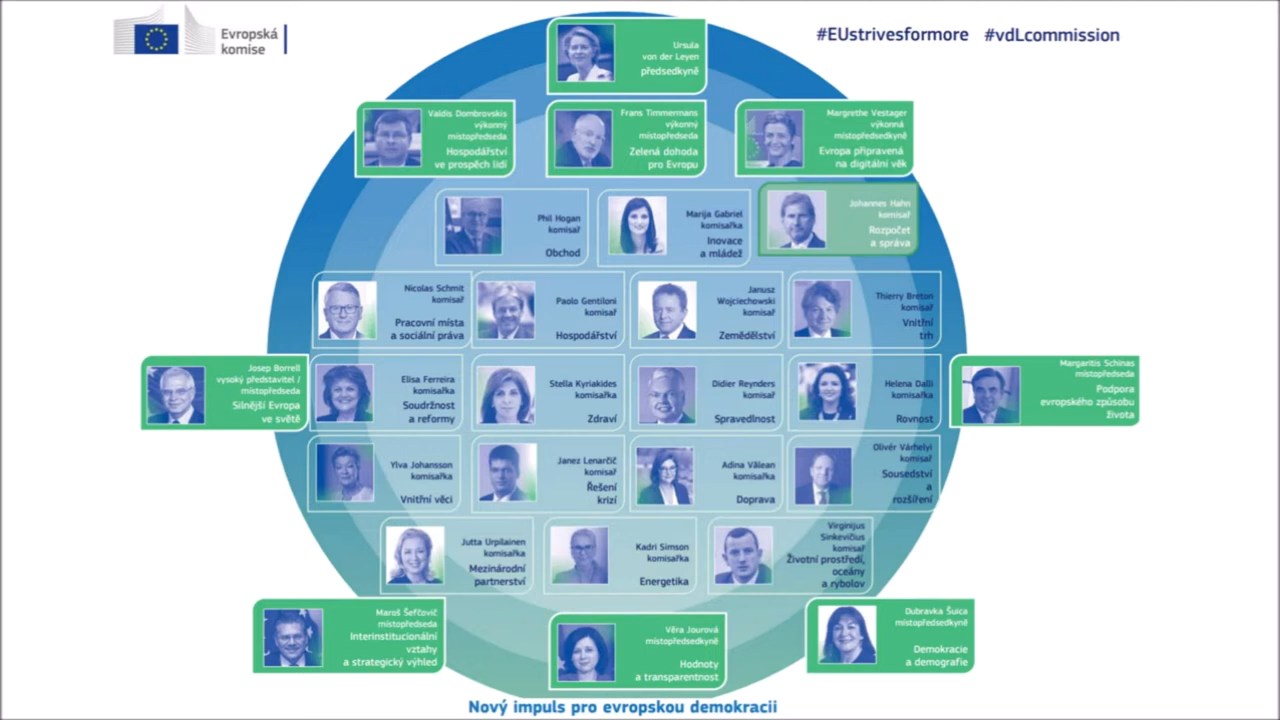 Evropská
komise
#EUstrivesformore #vdLcommission
Ursula
von der Leyen
předsedkyně
Valdis Dombrovskis
výkonný
místopředseda
Hospodářství
ve prospěch lidí
Frans Timmermans
výkonný
místopředseda
Zelená dohoda
pro Evropu
Margrethe Vestager
výkonná
místopředsedkyně
Evropa připravená
na digitální věk
Phil Hogan
komisař
Obchod
Marija Gabriel
komisařka
Inovace
a mládež
Johannes Hahn
komisař
Rozpočet
a správa
Nicolas Schmit
komisař
Pracovní místa
a sociální práva
Paolo Gentiloni
komisař
Hospodářství
Janusz
Wojciechowski
komisař
Zemědělství
Thierry Breton
komisař
Vnitřní
trh
Josep Borrell
vysoký představitel /
místopředseda
Silnější Evropa
ve světě
Elisa Ferreira
komisařka
Soudržnost
a reformy
Stella Kyriakides
komisařka
Zdraví
Didier Reynders
komisař
Spravedlnost
Helena Dalli
komisařka
Rovnost
Margaritis Schinas
místopředseda
Podpora
evropského způsobu
života
Ylva Johansson
komisařka
Vnitřní věci
Janez Lenarčič
komisař
Řešení
krizí
Adina Vălean
komisařka
Doprava
Olivér Várhelyi
komisař
Sousedství
a
rozšíření
Jutta Urpilainen
komisařka
Mezinárodní
partnerství
Kadri Simson
komisařka
Energetika
Virginijus
Sinkevičius
komisař
Životní prostředí,
oceány
a rybolov
Maroš Šefčovič
místopředseda
Interinstitucionální
vztahy
a strategický výhled
Věra Jourová
místopředsedkyně
Hodnoty
a transparentnost
Dubravka Šuica
místopředsedkyně
Demokracie
a demografie
Nový impuls pro evropskou demokracii